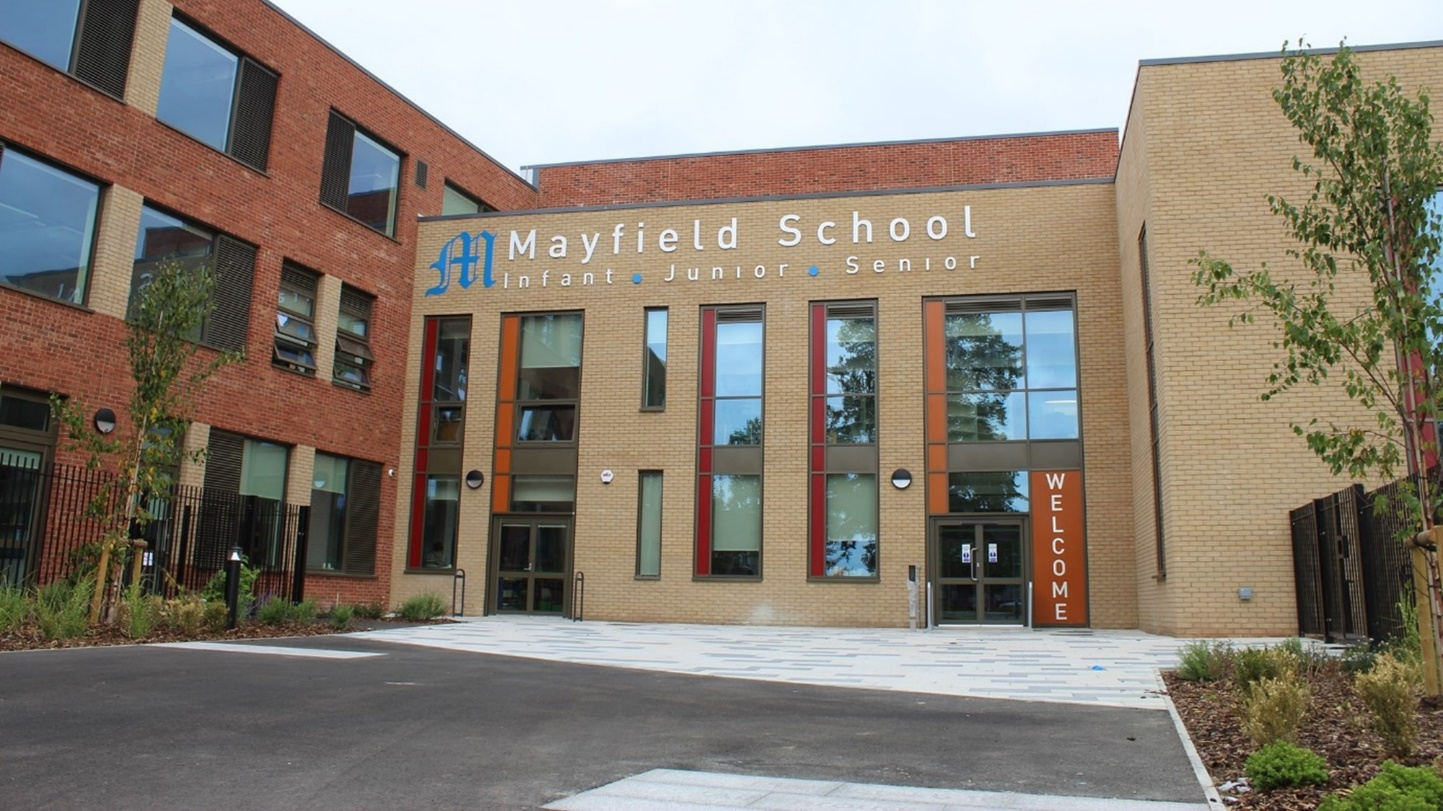 M Mayfield School
Infant • Junior • Senior
WELCOME